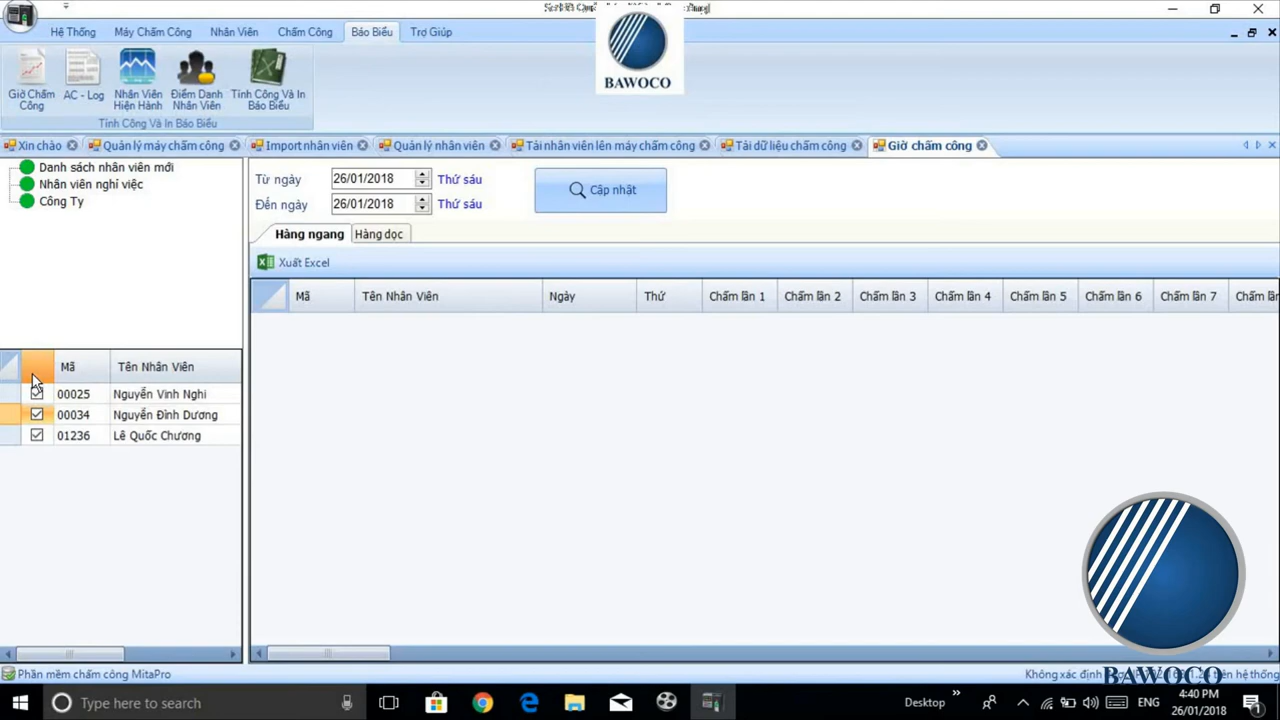 Hệ Thống
Máy Chấm Công
Nhân Viên
Chấm Công
Báo Biểu
Trợ Giúp
BAWOCO
Giờ Chấm Công
AC - Log
Nhân Viên Hiện Hành
Điểm Danh Nhân Viên
Tính Công Và In Báo Biểu
Tính Công Và In Báo Biểu
Xin chào
Quản lý máy chấm công
Import nhân viên
Quản lý nhân viên
Tải nhân viên lên máy chấm công
Tải dữ liệu chấm công
Giờ chấm công
Danh sách nhân viên mới
Nhân viên nghỉ việc
Công Ty
Từ ngày 26/01/2018 Thứ sáu
Đến ngày 26/01/2018 Thứ sáu
Cập nhật
Hàng ngang Hàng dọc
Xuất Excel
Mã Tên Nhân Viên Ngày Thứ Chấm lần 1 Chấm lần 2 Chấm lần 3 Chấm lần 4 Chấm lần 5 Chấm lần 6 Chấm lần 7
Mã Tên Nhân Viên
00025 Nguyễn Vinh Nghi
00034 Nguyễn Đình Dương
01236 Lê Quốc Chương
BAWOCO
Phần mềm chấm công MitaPro
Không xác định
trên hệ thống
Type here to search
Desktop
ENG
4:40 PM
26/01/2018
1